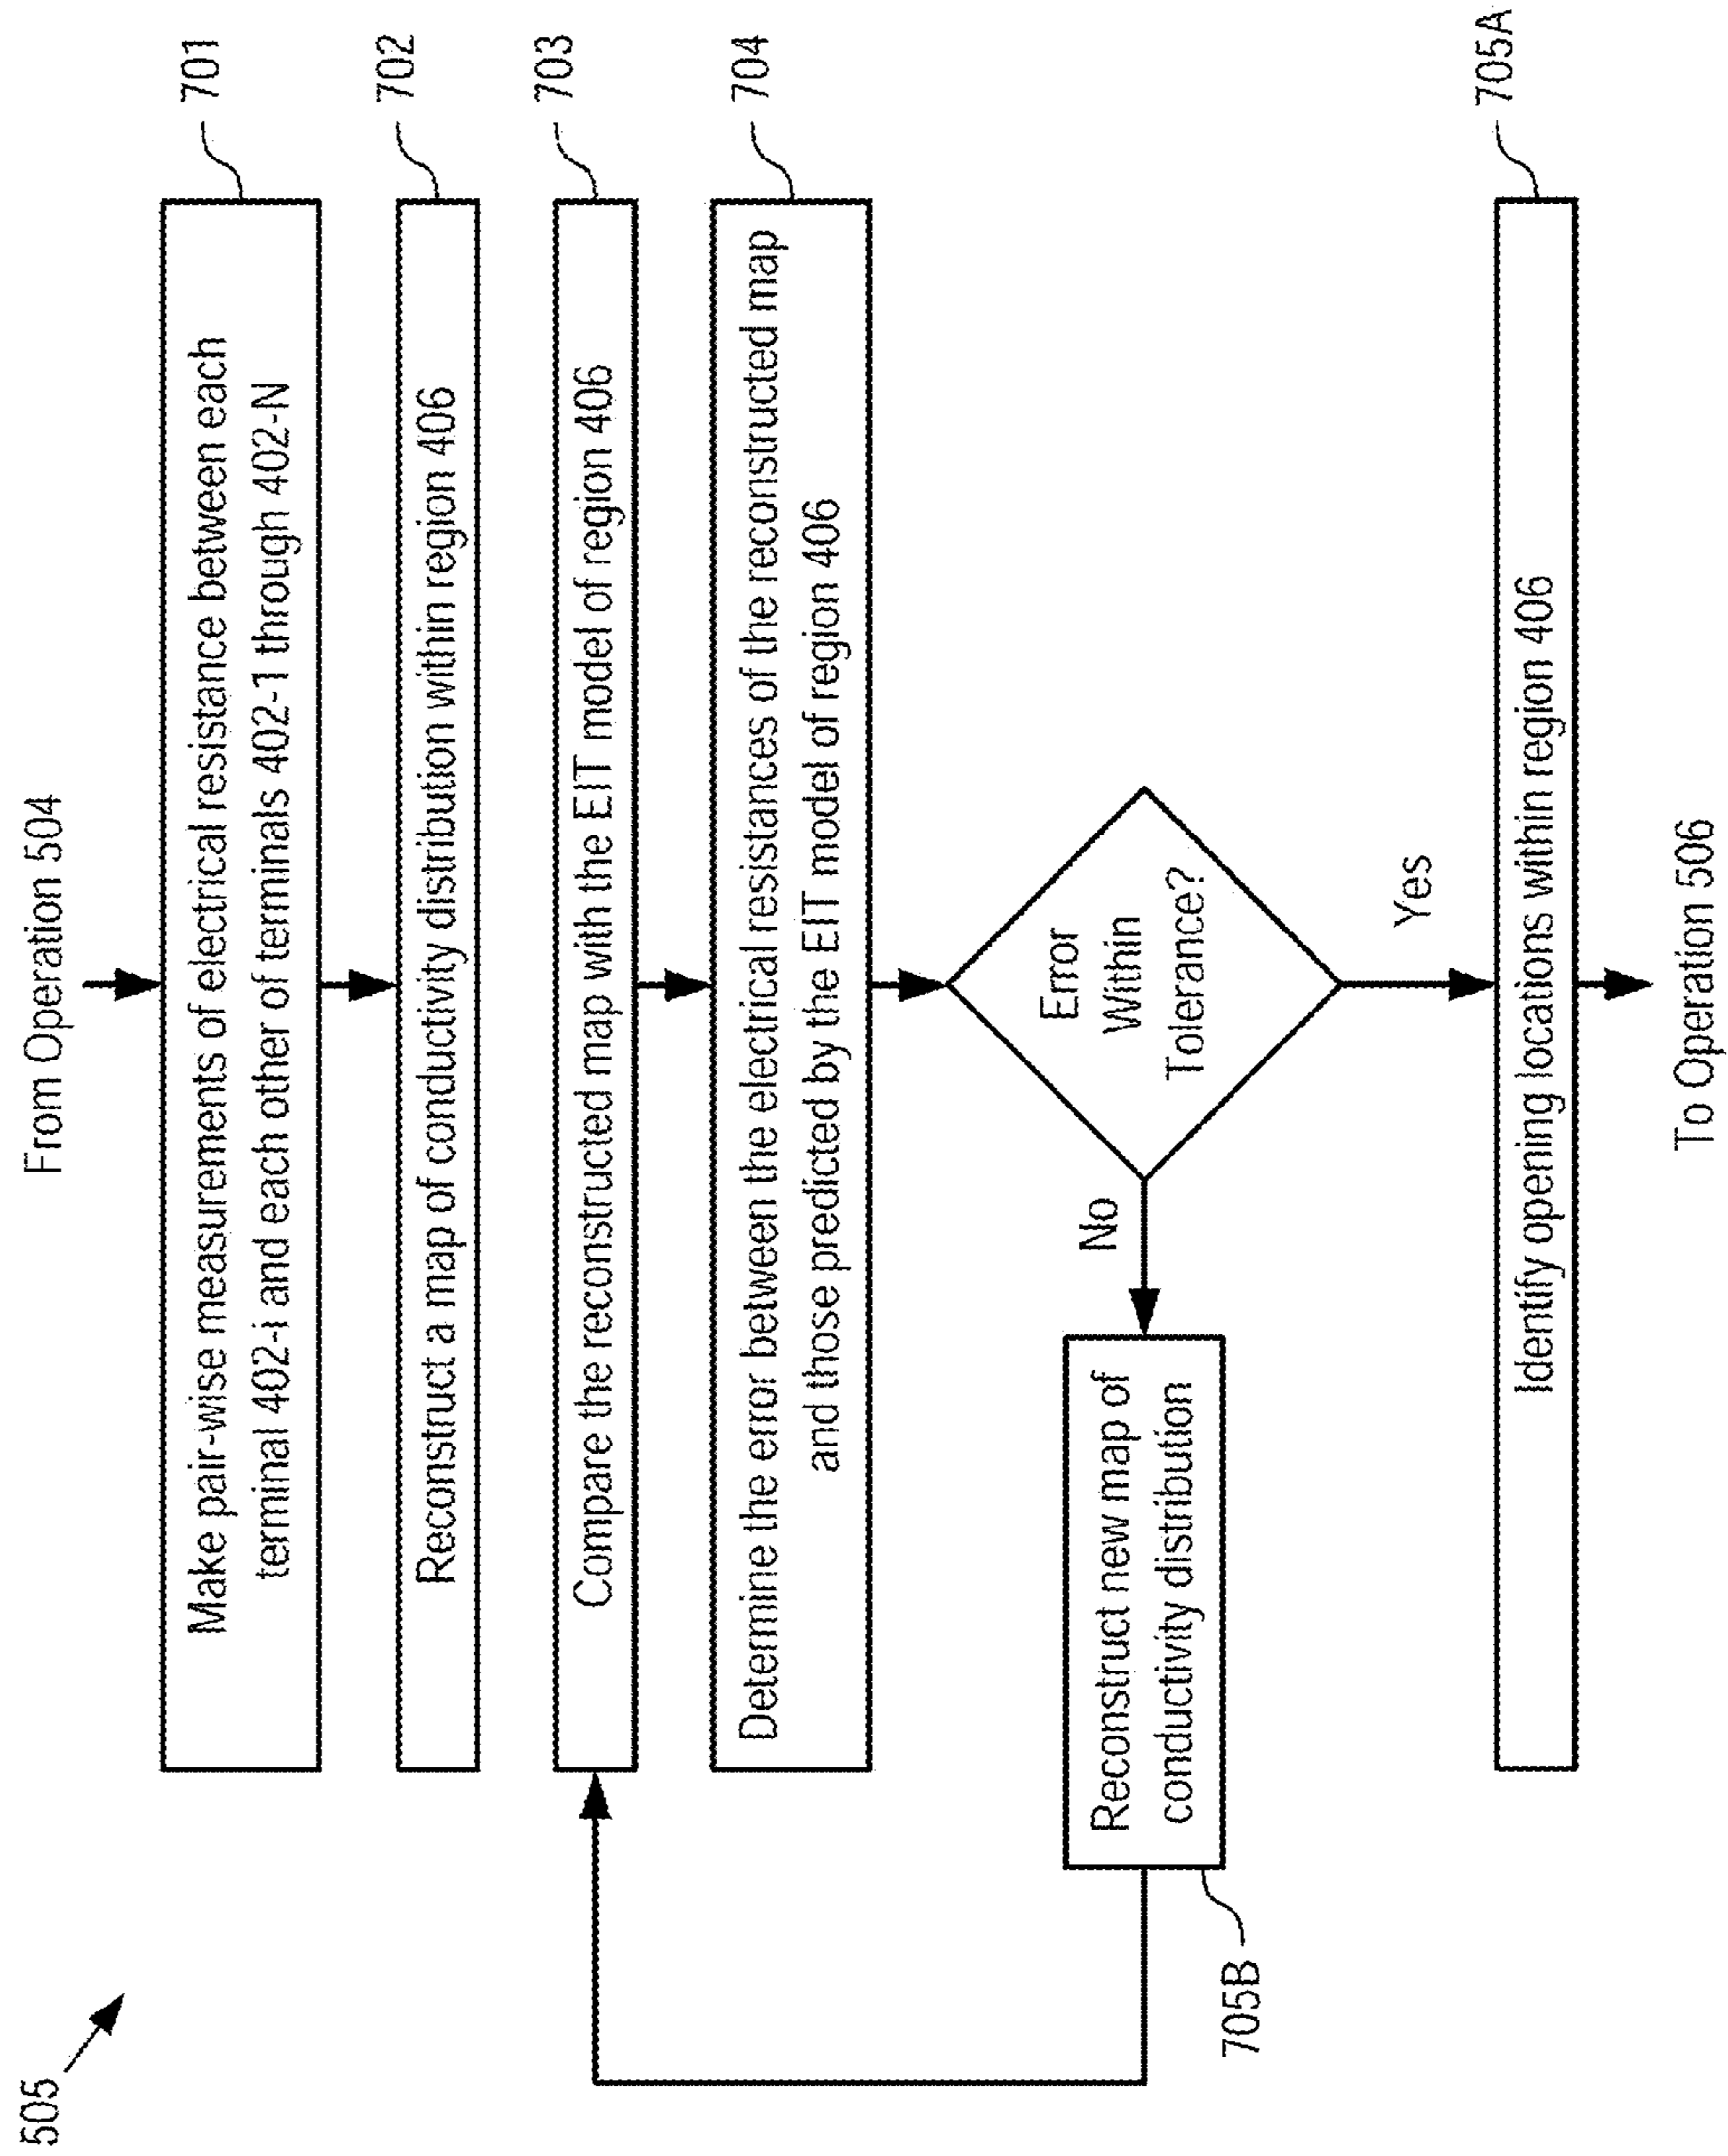 505
From Operation 504
701
Make pair-wise measurements of electrical resistance between each
terminal 402-i and each other of terminals 402-1 through 402-N
702
Reconstruct a map of conductivity distribution within region 406
703
Compare the reconstructed map with the EIT model of region 406
704
Determine the error between the electrical resistances of the reconstructed map
and those predicted by the EIT model of region 406
Error
Within
Tolerance?
No
Reconstruct new map of
conductivity distribution
705B
Yes
705A
Identify opening locations within region 406
To Operation 506